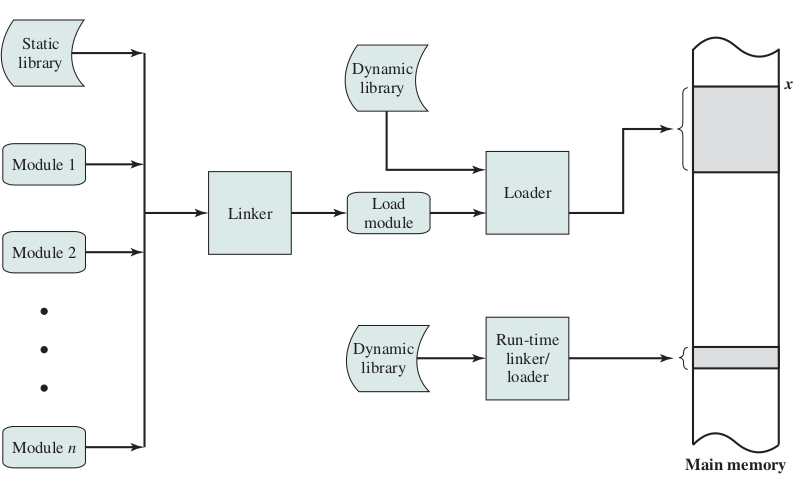 Static
library
Module 1
Module 2
Module n
Linker
Dynamic
library
Load
module
Loader
Dynamic
library
Run-time
linker/
loader
x
Main memory